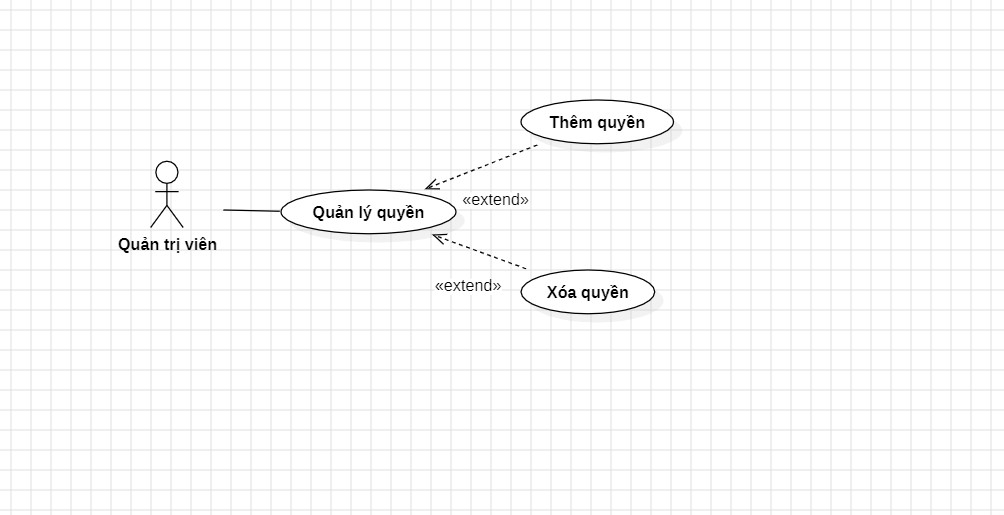 Thêm quyền
«extend»
Quản lý quyền
Quản trị viên
«extend»
Xóa quyền